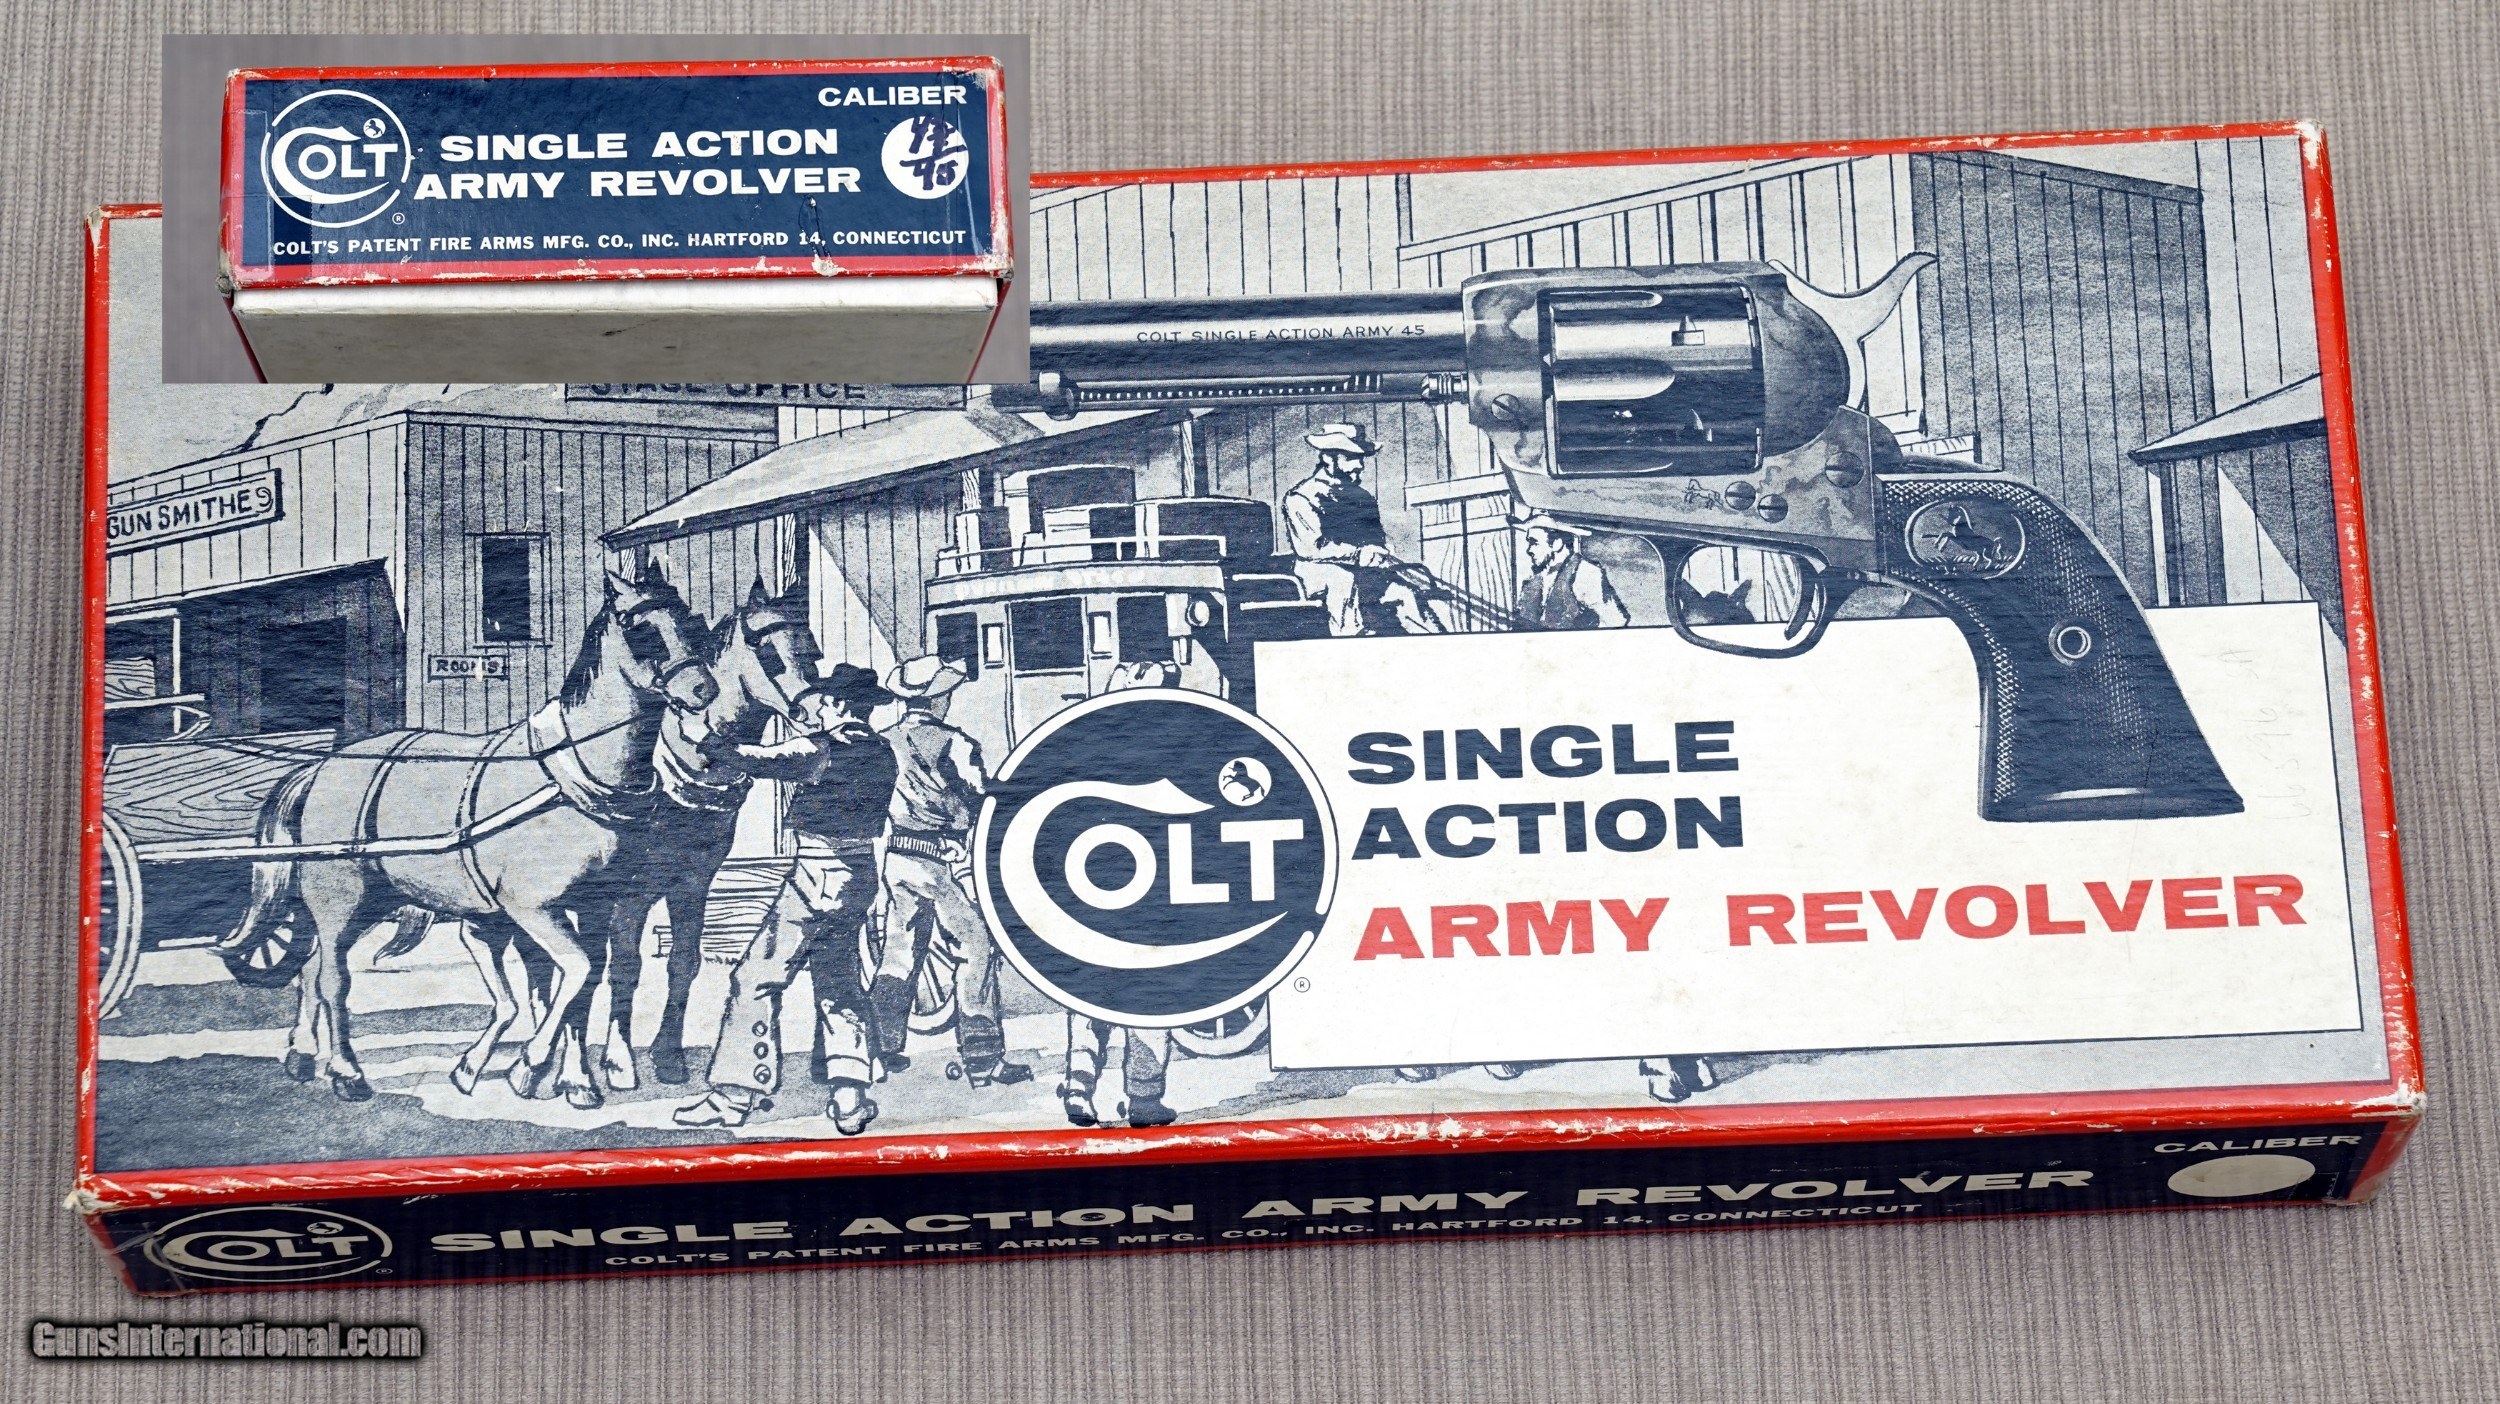 CALIBER
COLT
SINGLE ACTION
ARMY REVOLVER
45
®
COLT'S PATENT FIRE ARMS MFG. CO., INC. HARTFORD 14, CONNECTICUT
COLT SINGLE ACTION ARMY 45
STAGE OFFICE
GUN SMITHE
ROOMS
COLT
SINGLE
ACTION
ARMY REVOLVER
®
CALIBER
COLT
SINGLE ACTION ARMY REVOLVER
®
COLT'S PATENT FIRE ARMS MFG. CO., INC. HARTFORD 14, CONNECTICUT
GunsInternational.com